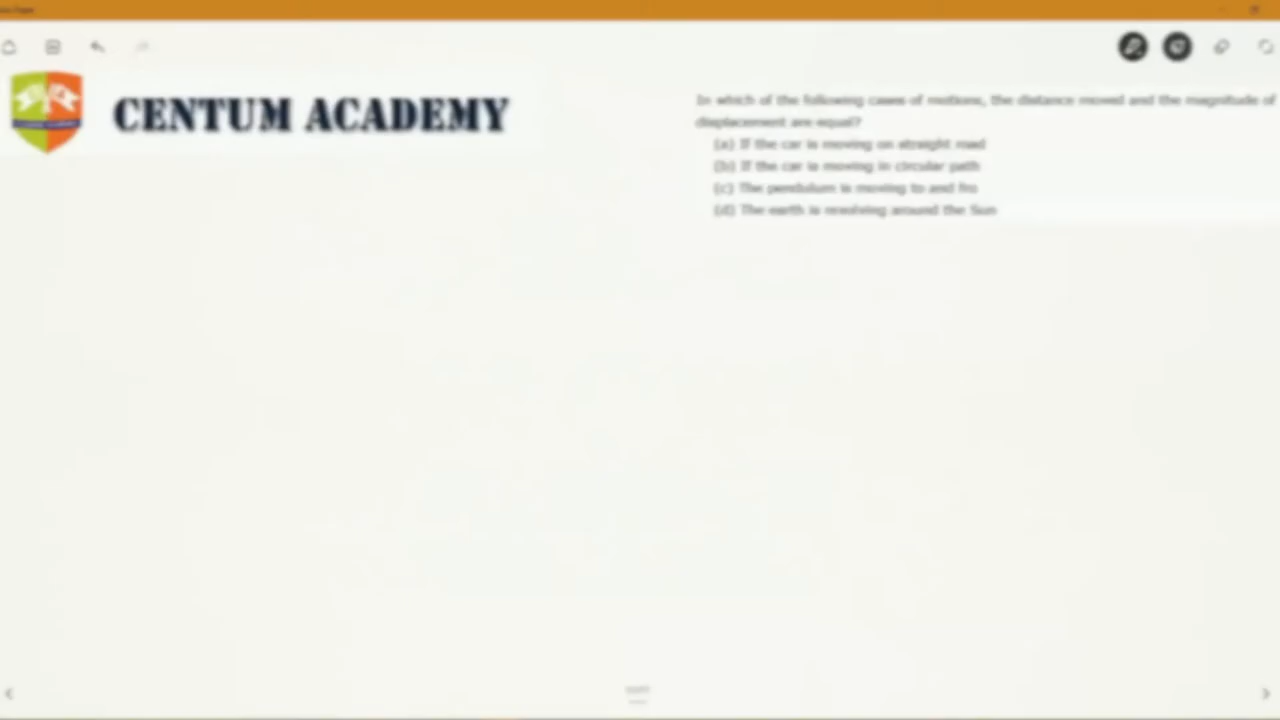 CENTUM ACADEMY
In which of the following cases of motions, the distance moved and the magnitude of
displacement are equal?
(a) If the car is moving on straight road
(b) If the car is moving in circular path
(c) The pendulum is moving to and fro
(d) The earth is revolving around the Sun